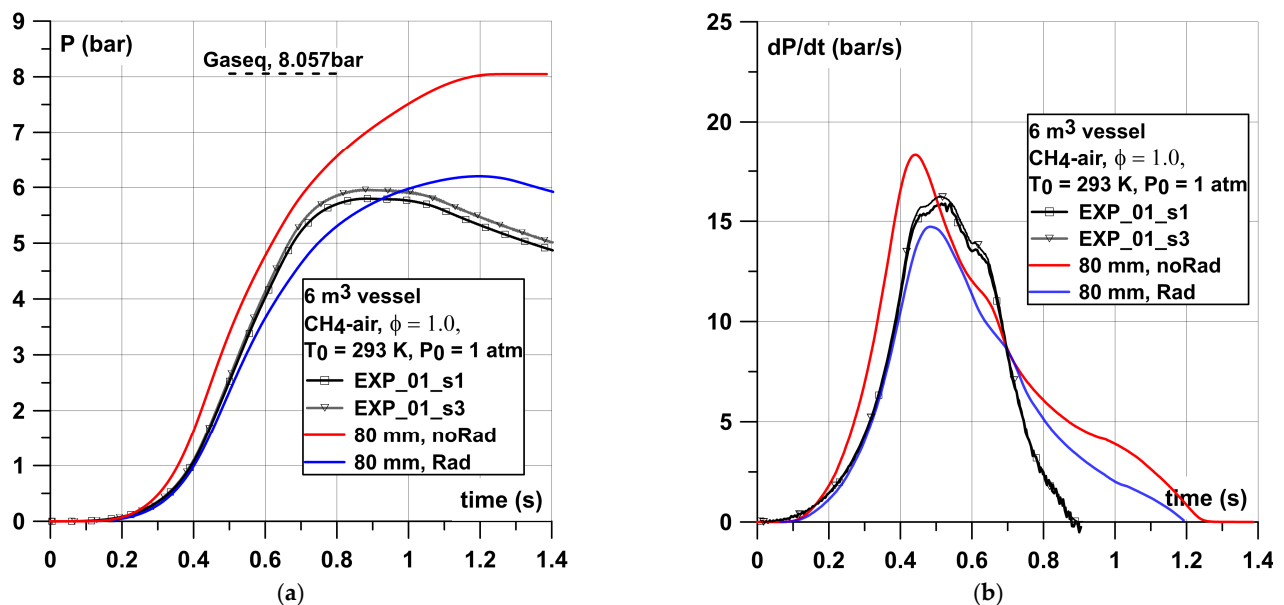 P (bar)
Gaseq, 8.057bar
9
8
7
6
5
4
3
2
1
0
6 m³ vessel
CH4-air, ϕ = 1.0,
T0 = 293 K, P0 = 1 atm
EXP_01_s1
EXP_01_s3
80 mm, noRad
80 mm, Rad
time (s)
0 0.2 0.4 0.6 0.8 1 1.2 1.4
(a)
dP/dt (bar/s)
25
20
15
10
5
0
6 m³ vessel
CH4-air, ϕ = 1.0,
T0 = 293 K, P0 = 1 atm
EXP_01_s1
EXP_01_s3
80 mm, noRad
80 mm, Rad
time (s)
0 0.2 0.4 0.6 0.8 1 1.2 1.4
(b)